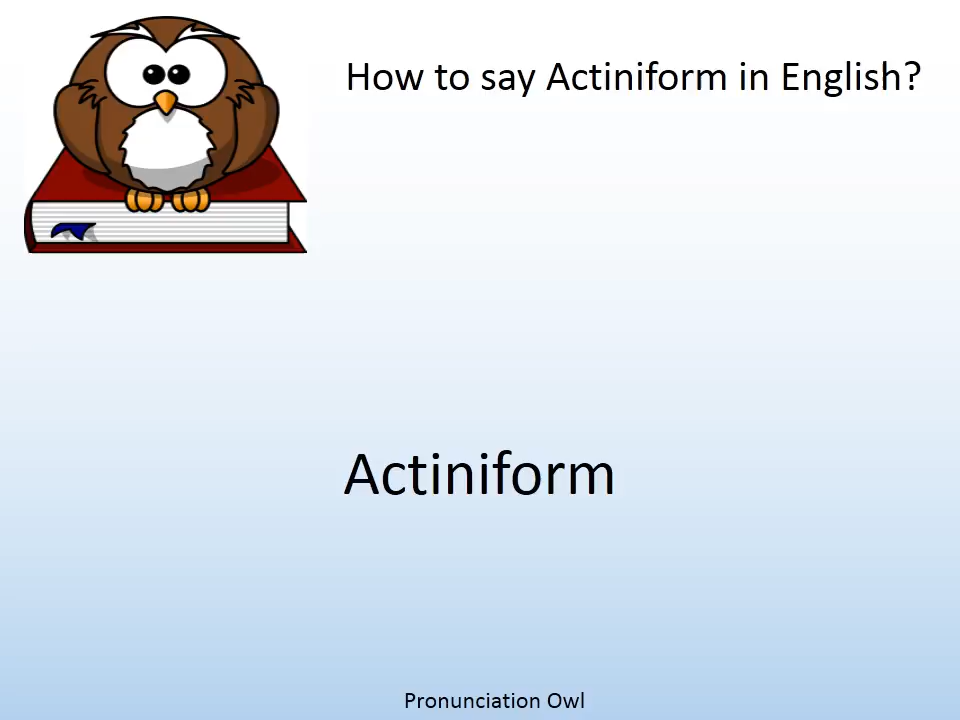 How to say Actiniform in English?
Actiniform
Pronunciation Owl